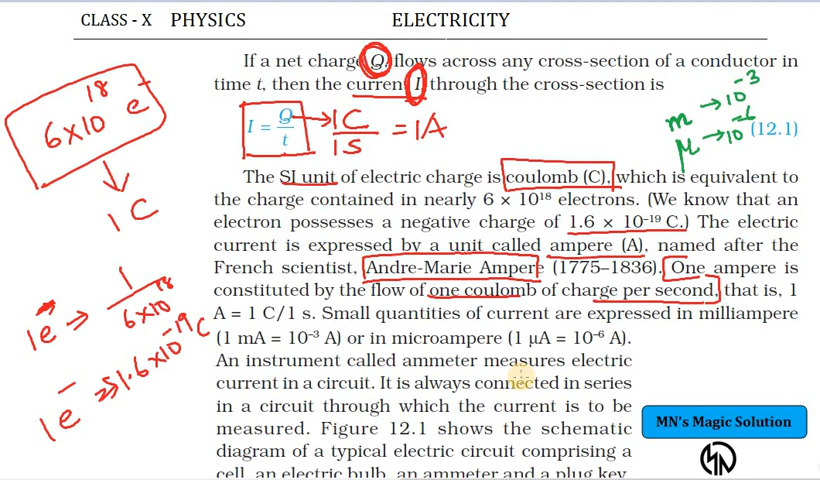 CLASS - X PHYSICS ELECTRICITY
If a net charge Q, flows across any cross-section of a conductor in
time t, then the current I, through the cross-section is
I = Q/t → 1C/1S = 1A
(12.1)
m → 10⁻³
μ → 10⁻⁶
6×10¹⁸ e⁻
↓
1C
1e⁻ ⇒ 1/6×10¹⁸
1e⁻ ⇒ 1.6×10⁻¹⁹ C
The SI unit of electric charge is coulomb (C), which is equivalent to
the charge contained in nearly 6 × 10¹⁸ electrons. (We know that an
electron possesses a negative charge of 1.6 × 10⁻¹⁹ C.) The electric
current is expressed by a unit called ampere (A), named after the
French scientist, Andre-Marie Ampere (1775–1836). One ampere is
constituted by the flow of one coulomb of charge per second, that is, 1
A = 1 C/1 s. Small quantities of current are expressed in milliampere
(1 mA = 10⁻³ A) or in microampere (1 μA = 10⁻⁶ A).
An instrument called ammeter measures electric
current in a circuit. It is always connected in series
in a circuit through which the current is to be
measured. Figure 12.1 shows the schematic
diagram of a typical electric circuit comprising a
cell, an electric bulb, an ammeter and a plug key.
MN's Magic Solution